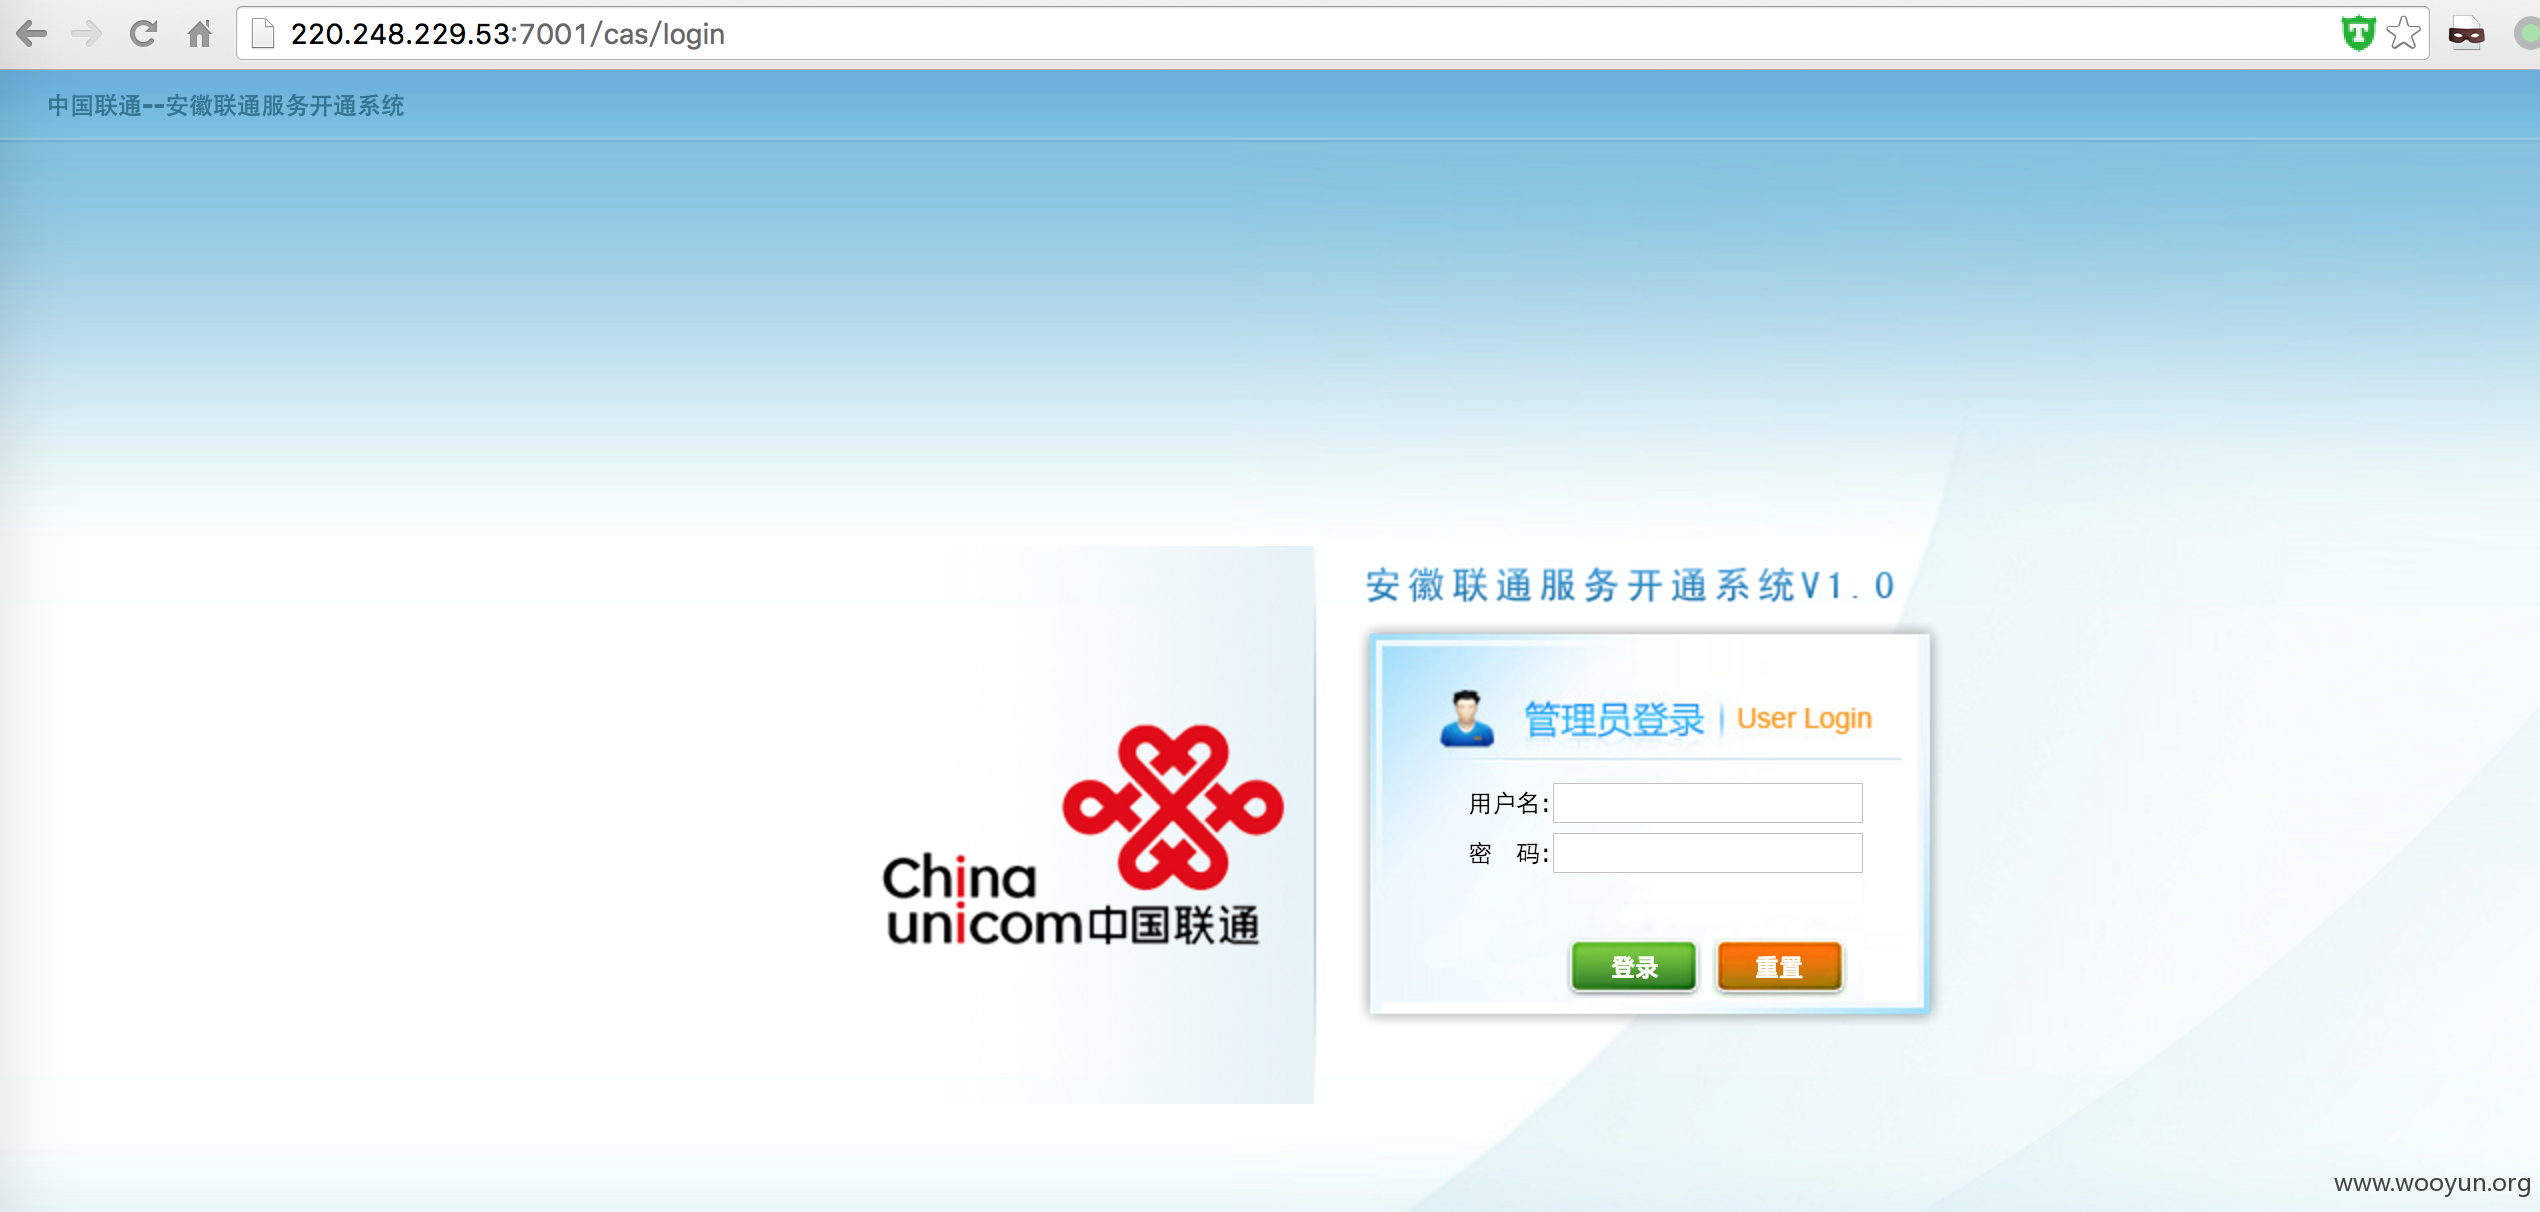 220.248.229.53:7001/cas/login
中国联通--安徽联通服务开通系统
安徽联通服务开通系统V1.0
管理员登录 | User Login
用户名:
密 码:
登录 重置
China
unicom中国联通
www.wooyun.org